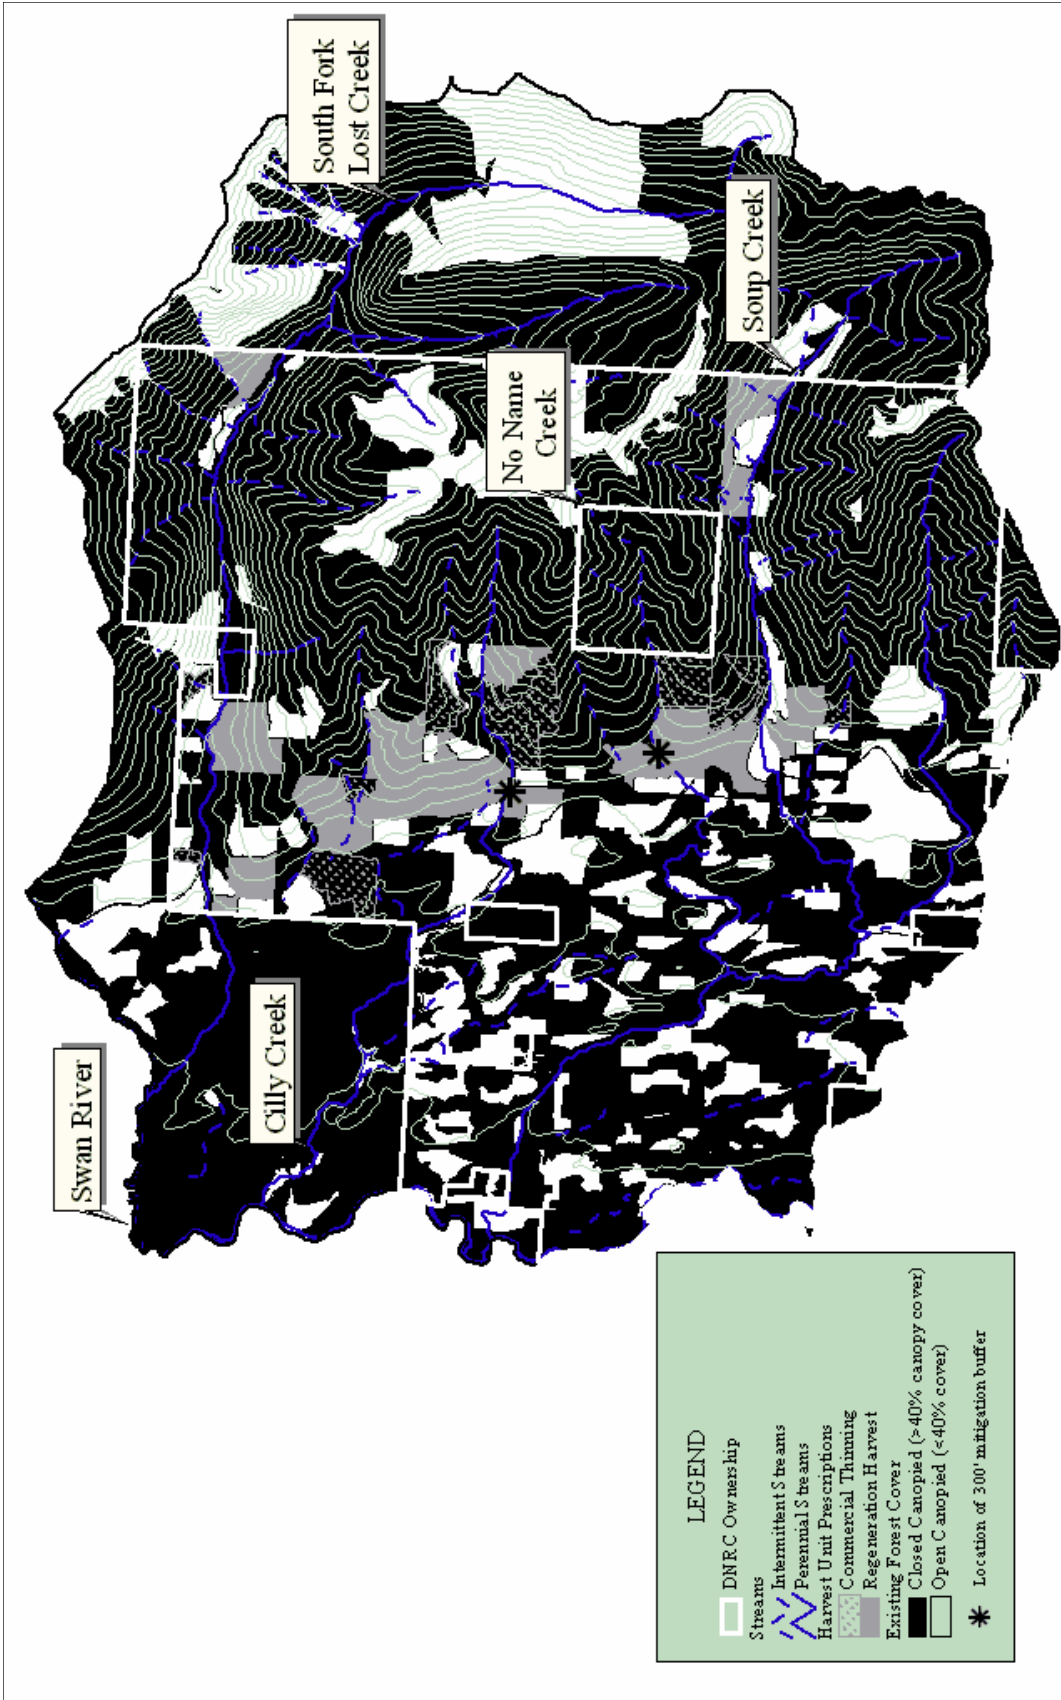 South Fork
Lost Creek
Soup Creek
No Name
Creek
Cilly Creek
Swan River
LEGEND
DNRC Ownership
Streams
Intermittent Streams
Perennial Streams
Harvest Unit Prescriptions
Commercial Thinning
Regeneration Harvest
Existing Forest Cover
Closed Canopied (>40% canopy cover)
Open Canopied (<40% cover)
Location of 300' mitigation buffer